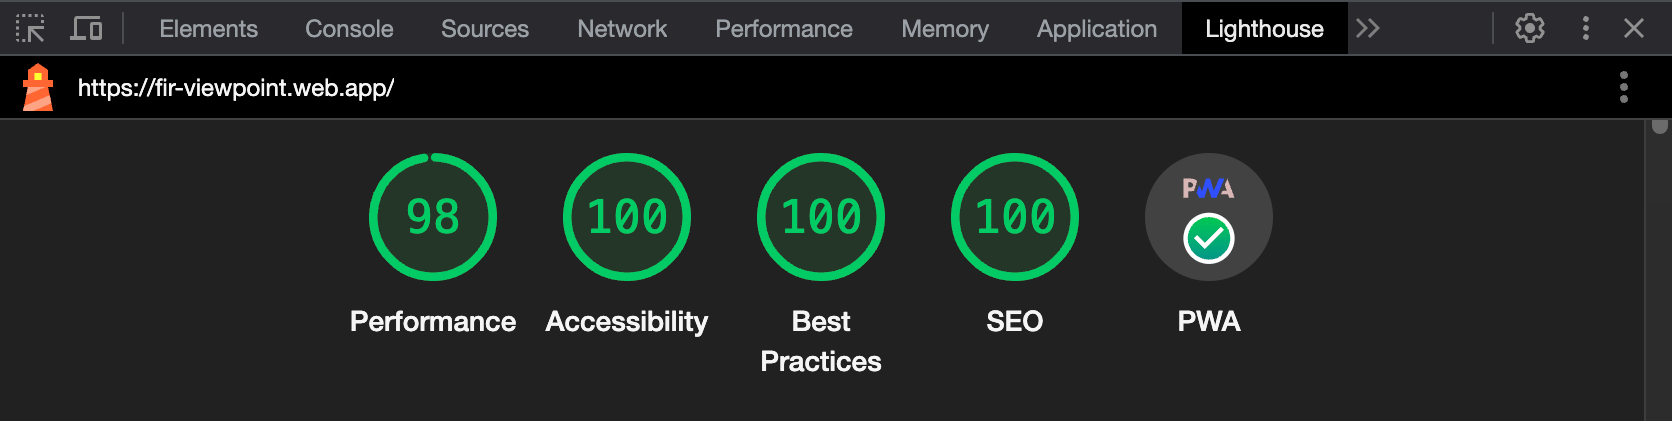 Elements Console Sources Network Performance Memory Application Lighthouse
https://fir-viewpoint.web.app/
98 100 100 100 PWA
Performance Accessibility Best Practices SEO PWA